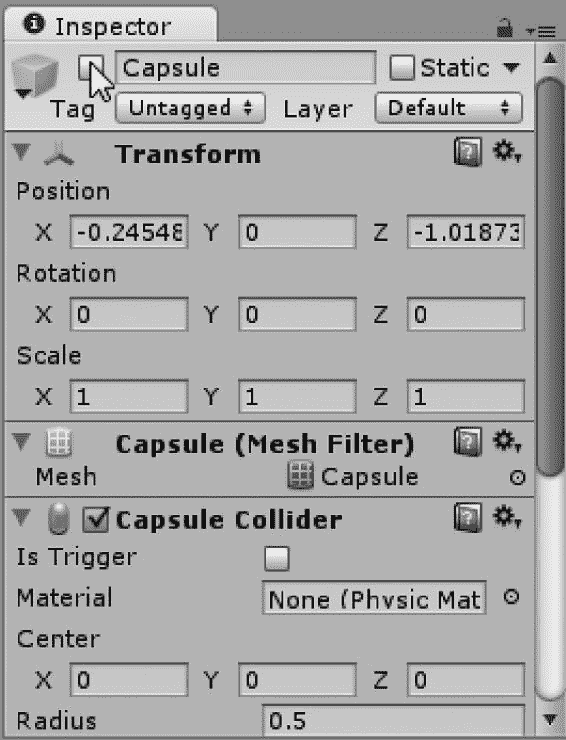 Inspector
Capsule Static
Tag Untagged Layer Default
Transform
Position
X -0.24548 Y 0 Z -1.01873
Rotation
X 0 Y 0 Z 0
Scale
X 1 Y 1 Z 1
Capsule (Mesh Filter)
Mesh Capsule
Capsule Collider
Is Trigger
Material None (Physic Mat
Center
X 0 Y 0 Z 0
Radius 0.5